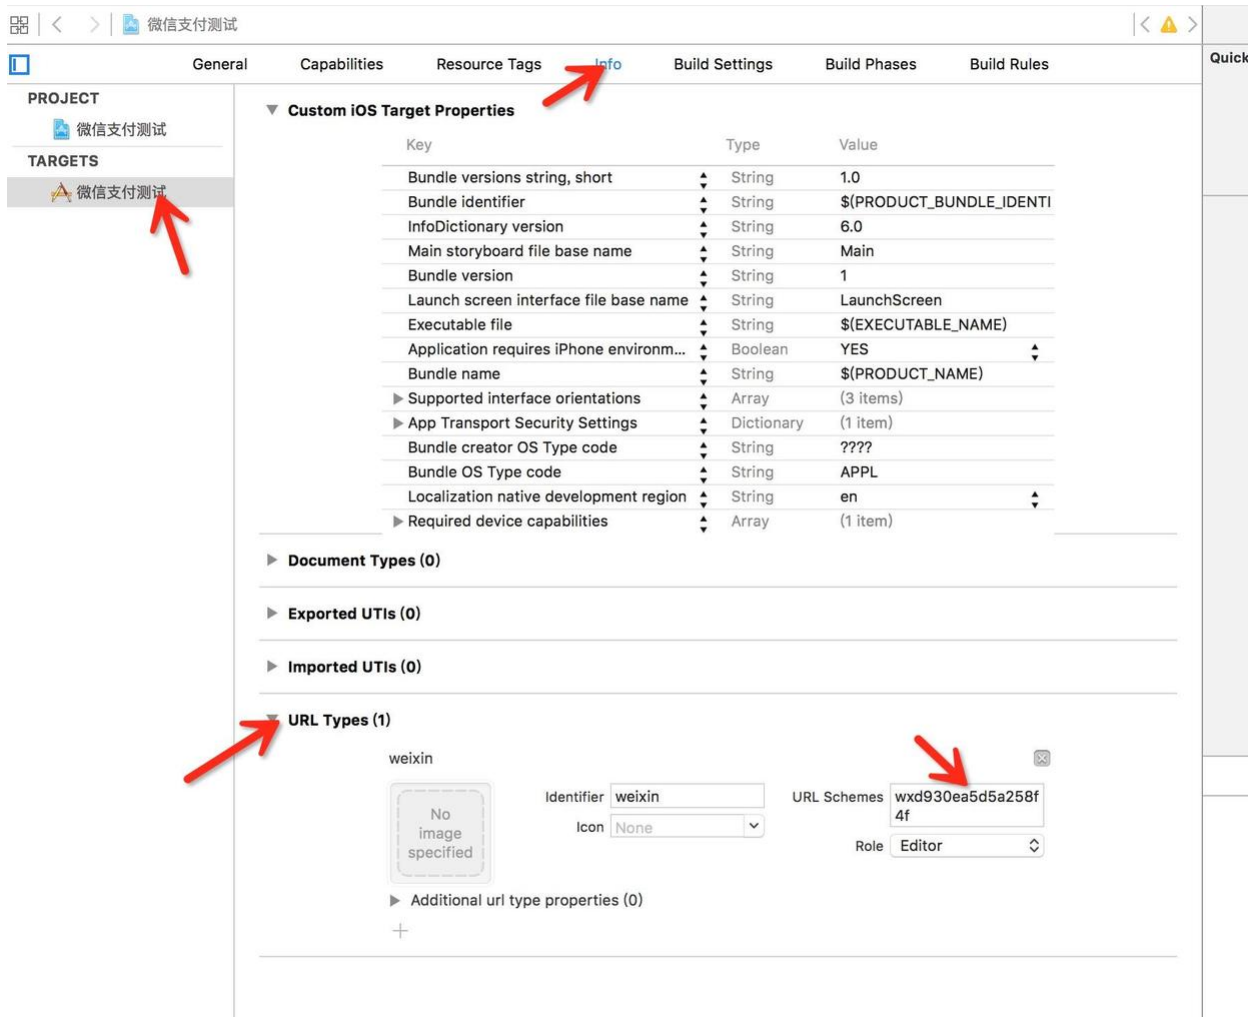 微信支付测试
General Capabilities Resource Tags Info Build Settings Build Phases Build Rules
Quick
PROJECT
微信支付测试
TARGETS
微信支付测试
Custom iOS Target Properties
Key Type Value
Bundle versions string, short String 1.0
Bundle identifier String $(PRODUCT_BUNDLE_IDENTI
InfoDictionary version String 6.0
Main storyboard file base name String Main
Bundle version String 1
Launch screen interface file base name String LaunchScreen
Executable file String $(EXECUTABLE_NAME)
Application requires iPhone environm... Boolean YES
Bundle name String $(PRODUCT_NAME)
Supported interface orientations Array (3 items)
App Transport Security Settings Dictionary (1 item)
Bundle creator OS Type code String ????
Bundle OS Type code String APPL
Localization native development region String en
Required device capabilities Array (1 item)
Document Types (0)
Exported UTIs (0)
Imported UTIs (0)
URL Types (1)
weixin
No
image
specified
Identifier weixin
Icon None
URL Schemes wxd930ea5d5a258f
4f
Role Editor
Additional url type properties (0)